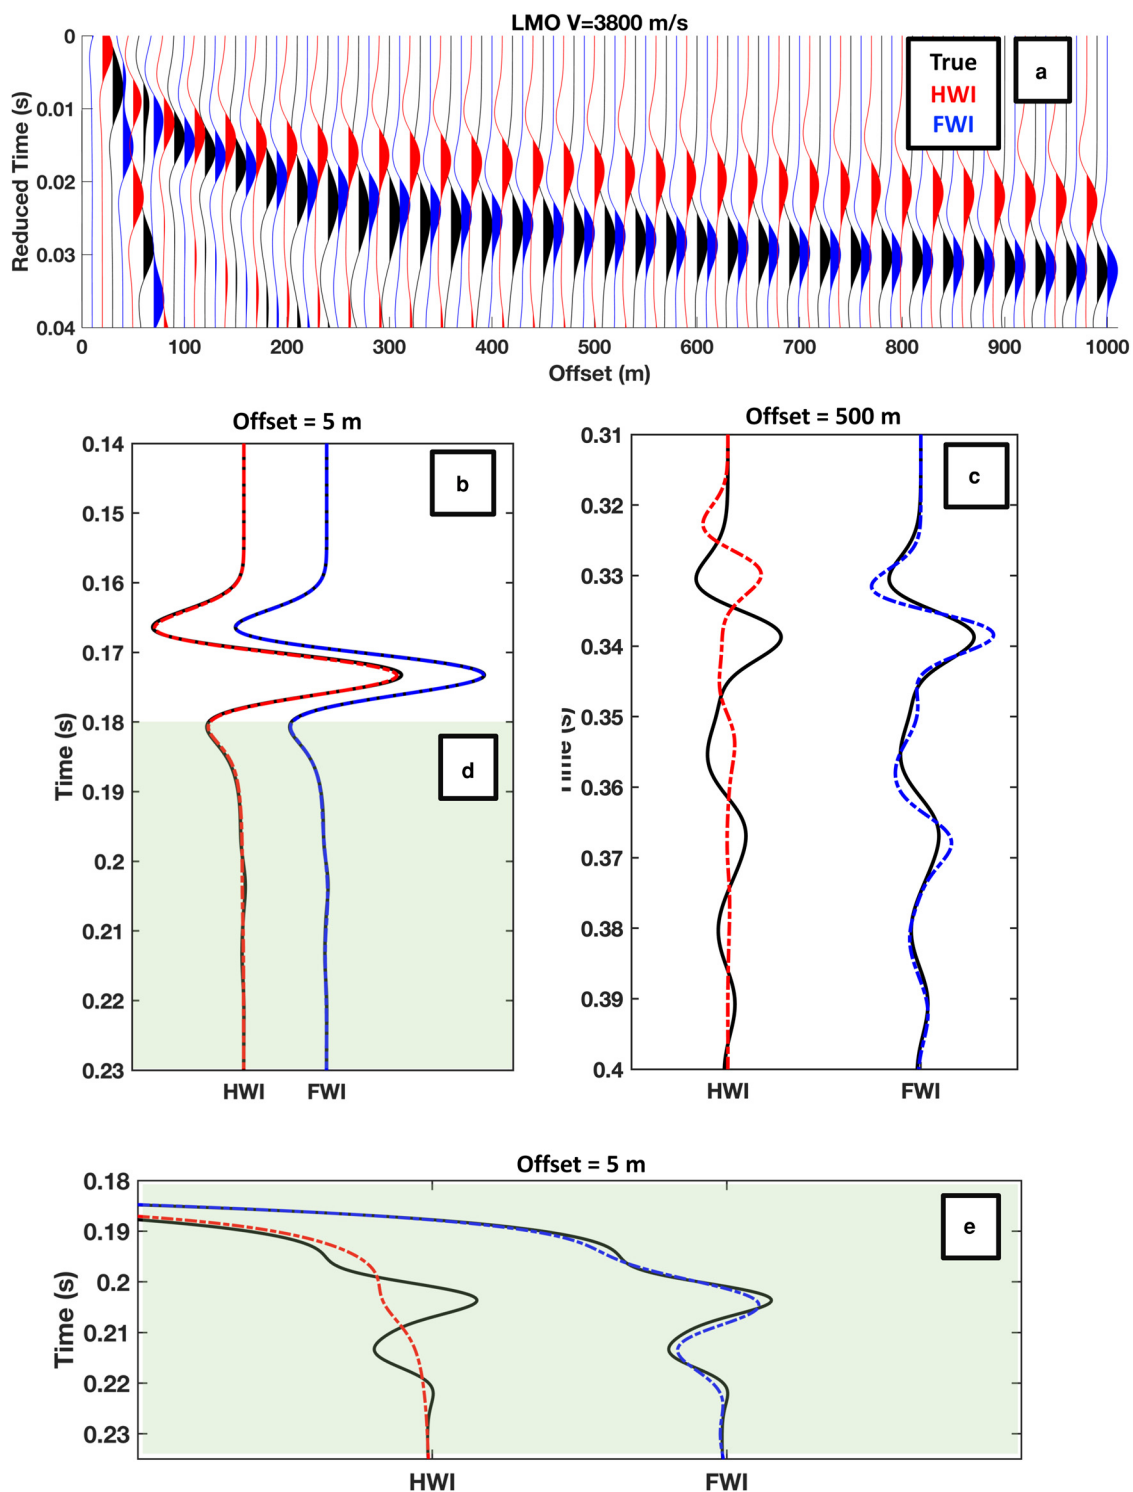 LMO V=3800 m/s
0
0.01
0.02
0.03
0.04
Reduced Time (s)
True
HWI
FWI
a
0 100 200 300 400 500 600 700 800 900 1000
Offset (m)
Offset = 5 m
0.14
0.15
0.16
0.17
0.18
0.19
0.2
0.21
0.22
0.23
Time (s)
b
d
HWI FWI
Offset = 500 m
0.31
0.32
0.33
0.34
0.35
0.36
0.37
0.38
0.39
0.4
Time (s)
c
HWI FWI
Offset = 5 m
0.18
0.19
0.2
0.21
0.22
0.23
Time (s)
e
HWI FWI